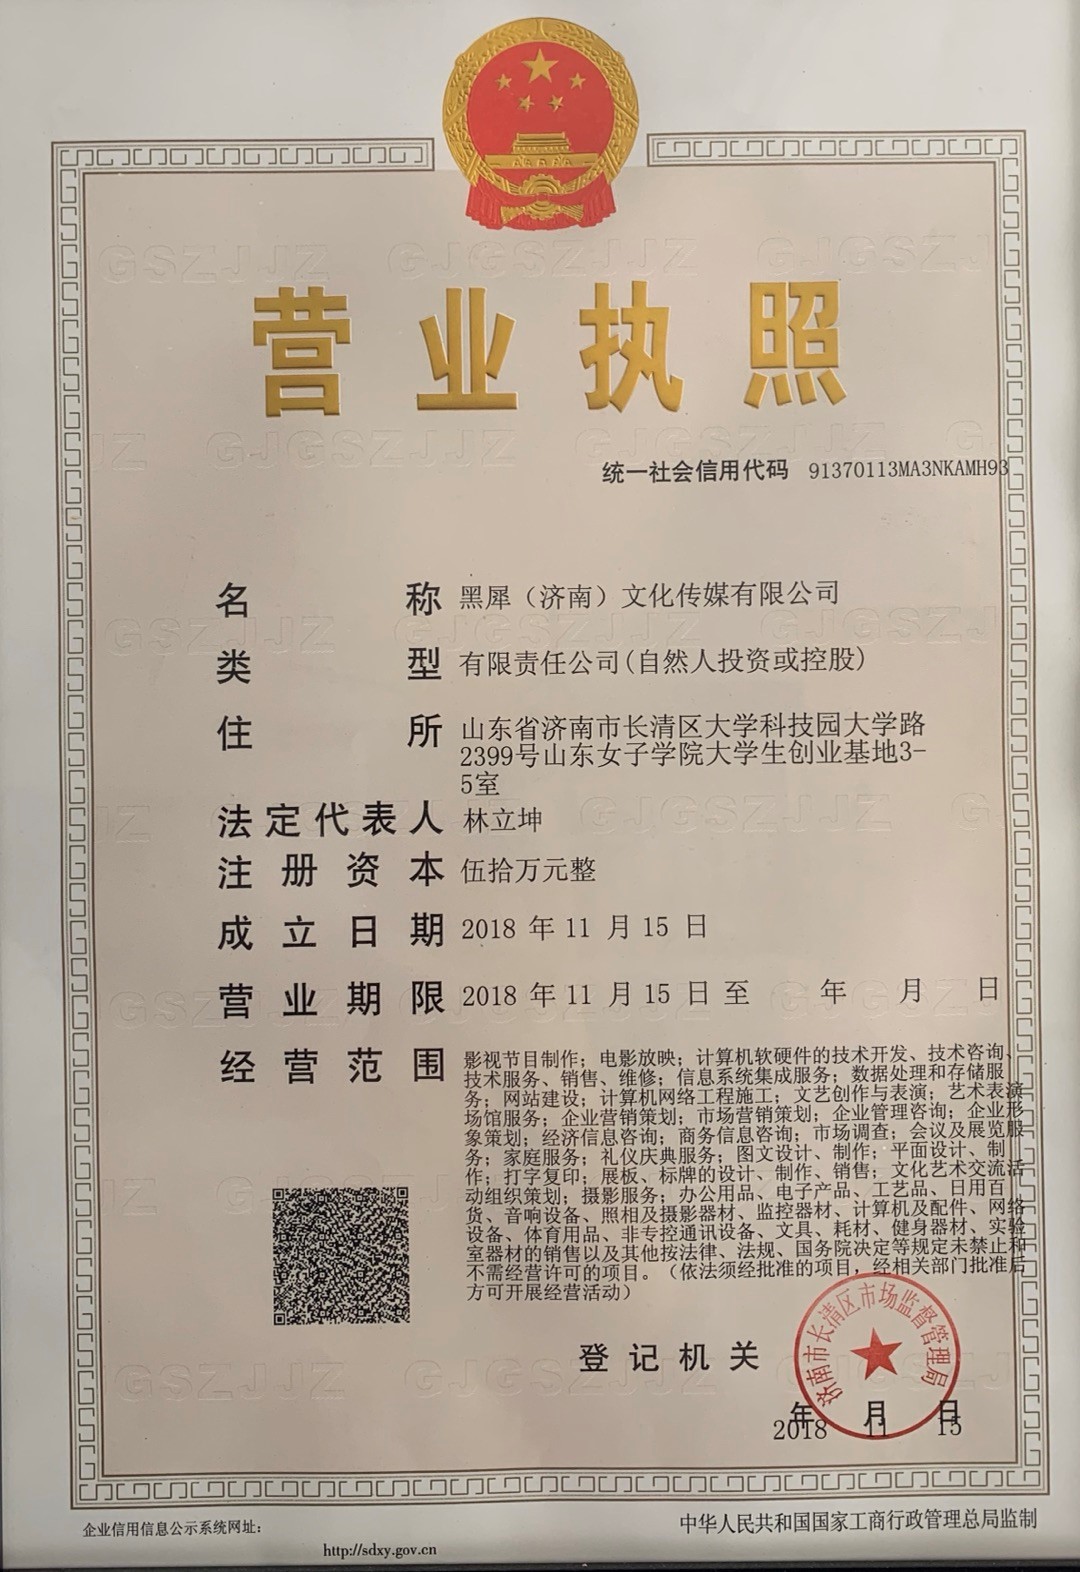 营业执照
统一社会信用代码 91370113MA3NKAMH93
名称 黑犀（济南）文化传媒有限公司
类型 有限责任公司(自然人投资或控股)
住所 山东省济南市长清区大学科技园大学路
2399号山东女子学院大学生创业基地3-
5室
法定代表人 林立坤
注册资本 伍拾万元整
成立日期 2018 年 11 月 15 日
营业期限 2018 年 11 月 15 日 至 年 月 日
经营范围 影视节目制作；电影放映；计算机软硬件的技术开发、技术咨询、
技术服务、销售、维修；信息系统集成服务；数据处理和存储服
务；网站建设；计算机网络工程施工；文艺创作与表演；艺术表演
场馆服务；企业营销策划；市场营销策划；企业管理咨询；企业形
象策划；经济信息咨询；商务信息咨询；市场调查；会议及展览服
务；家庭服务；礼仪庆典服务；图文设计、制作；平面设计、制
作；打字复印；展板、标牌的设计、制作、销售；文化艺术交流活
动组织策划；摄影服务；办公用品、电子产品、工艺品、日用百
货、音响设备、照相及摄影器材、监控器材、计算机及配件、网络
设备、体育用品、非专控通讯设备、文具、耗材、健身器材、实验
室器材的销售以及其他按法律、法规、国务院决定等规定未禁止和
不需经营许可的项目。（依法须经批准的项目，经相关部门批准后
方可开展经营活动）
登记机关
济南市长清区市场监督管理局
2018 年 11 月 15 日
企业信用信息公示系统网址：
http://sdxy.gov.cn
中华人民共和国国家工商行政管理总局监制